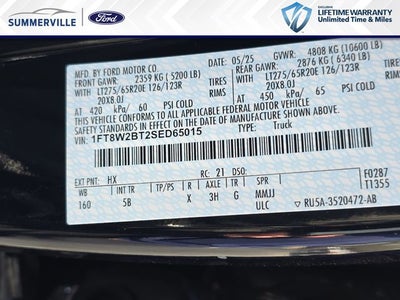 SUMMERVILLE Ford
EXCLUSIVE
LIFETIME WARRANTY
Unlimited Time & Miles
MFD. BY FORD MOTOR CO.
05/25 GVWR: 4808 KG (10600 LB)
FRONT GAWR: 2359 KG (5200 LB) REAR GAWR: 2876 KG (6340 LB)
WITH LT275/65R20E 126/123R WITH LT275/65R20E 126/123R
TIRES TIRES
RIMS 20X8.0J RIMS 20X8.0J
AT 420 kPa/ 60 PSI COLD AT 450 kPa/ 65 PSI COLD
THIS VEHICLE CONFORMS TO ALL APPLICABLE FEDERAL MOTOR VEHICLE SAFETY
STANDARDS IN EFFECT ON THE DATE OF MANUFACTURE SHOWN ABOVE.
VIN: 1FT8W2BT2SED65015 TYPE: Truck
EXT PNT: HX RC: 21 DSO: F0287
WB INT TR TP/PS R AXLE TR SPR T1355
160 5B X 3H G MMJJ
ULC RU5A-3520472-AB